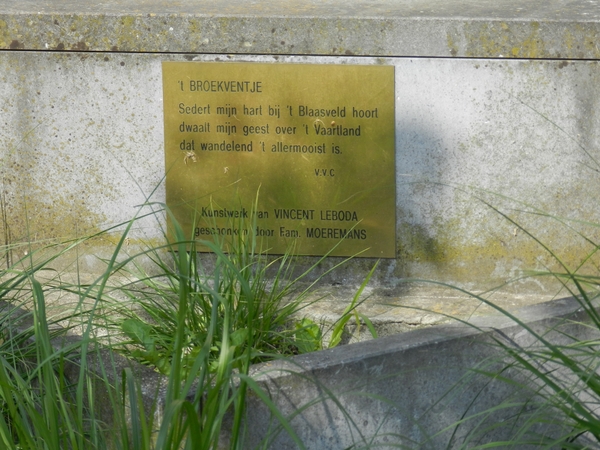 't BROEKVENTJE
Sedert mijn hart bij 't Blaasveld hoort
dwaalt mijn geest over 't Vaartland
dat wandelend 't allermooist is.
V.V.C.
Kunstwerk van VINCENT LEBODA
geschonken door Fam. MOEREMANS